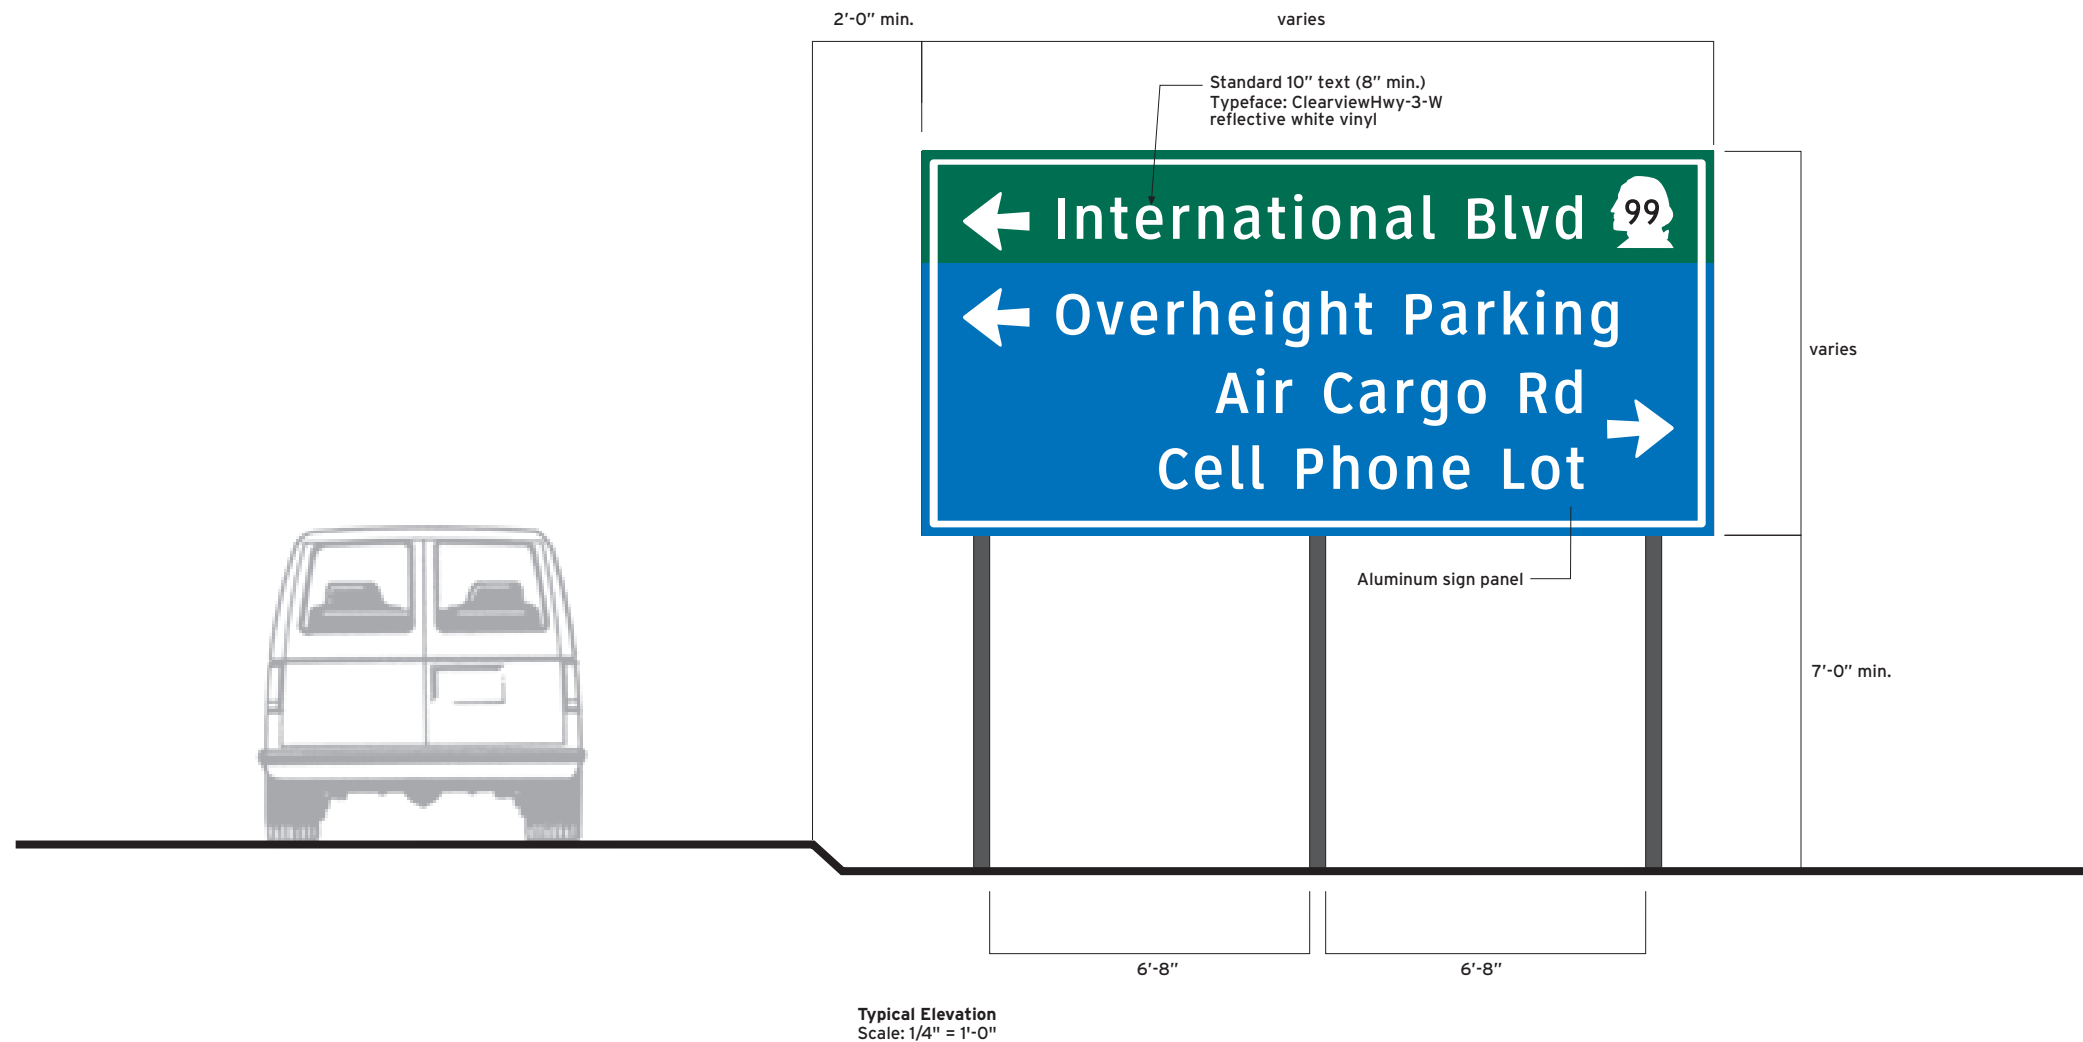 2’-0” min.
varies
Standard 10” text (8” min.)
Typeface: ClearviewHwy-3-W
reflective white vinyl
International Blvd 99
Overheight Parking
Air Cargo Rd
Cell Phone Lot
varies
Aluminum sign panel
7’-0” min.
6’-8”
6’-8”
Typical Elevation
Scale: 1/4" = 1'-0"